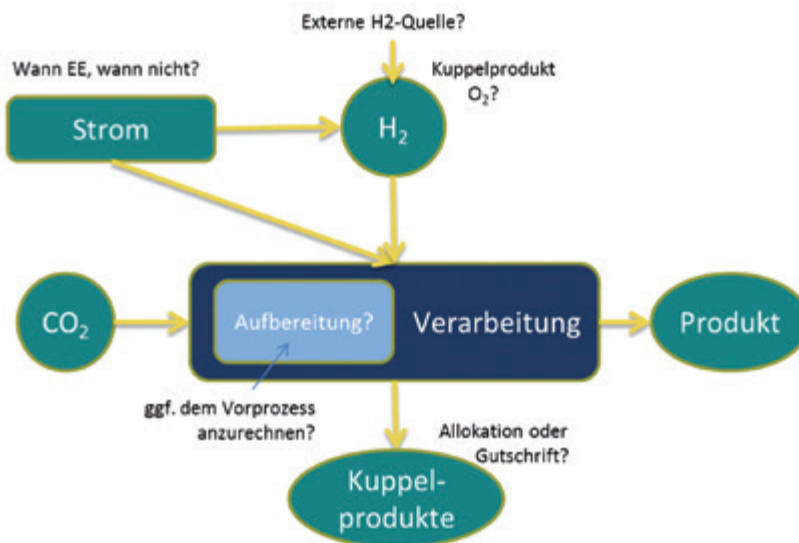 Externe H2-Quelle?
Wann EE, wann nicht?
Kuppelprodukt
O₂?
Strom
H₂
CO₂
Aufbereitung?
Verarbeitung
Produkt
ggf. dem Vorprozess
anzurechnen?
Allokation oder
Gutschrift?
Kuppel-
produkte